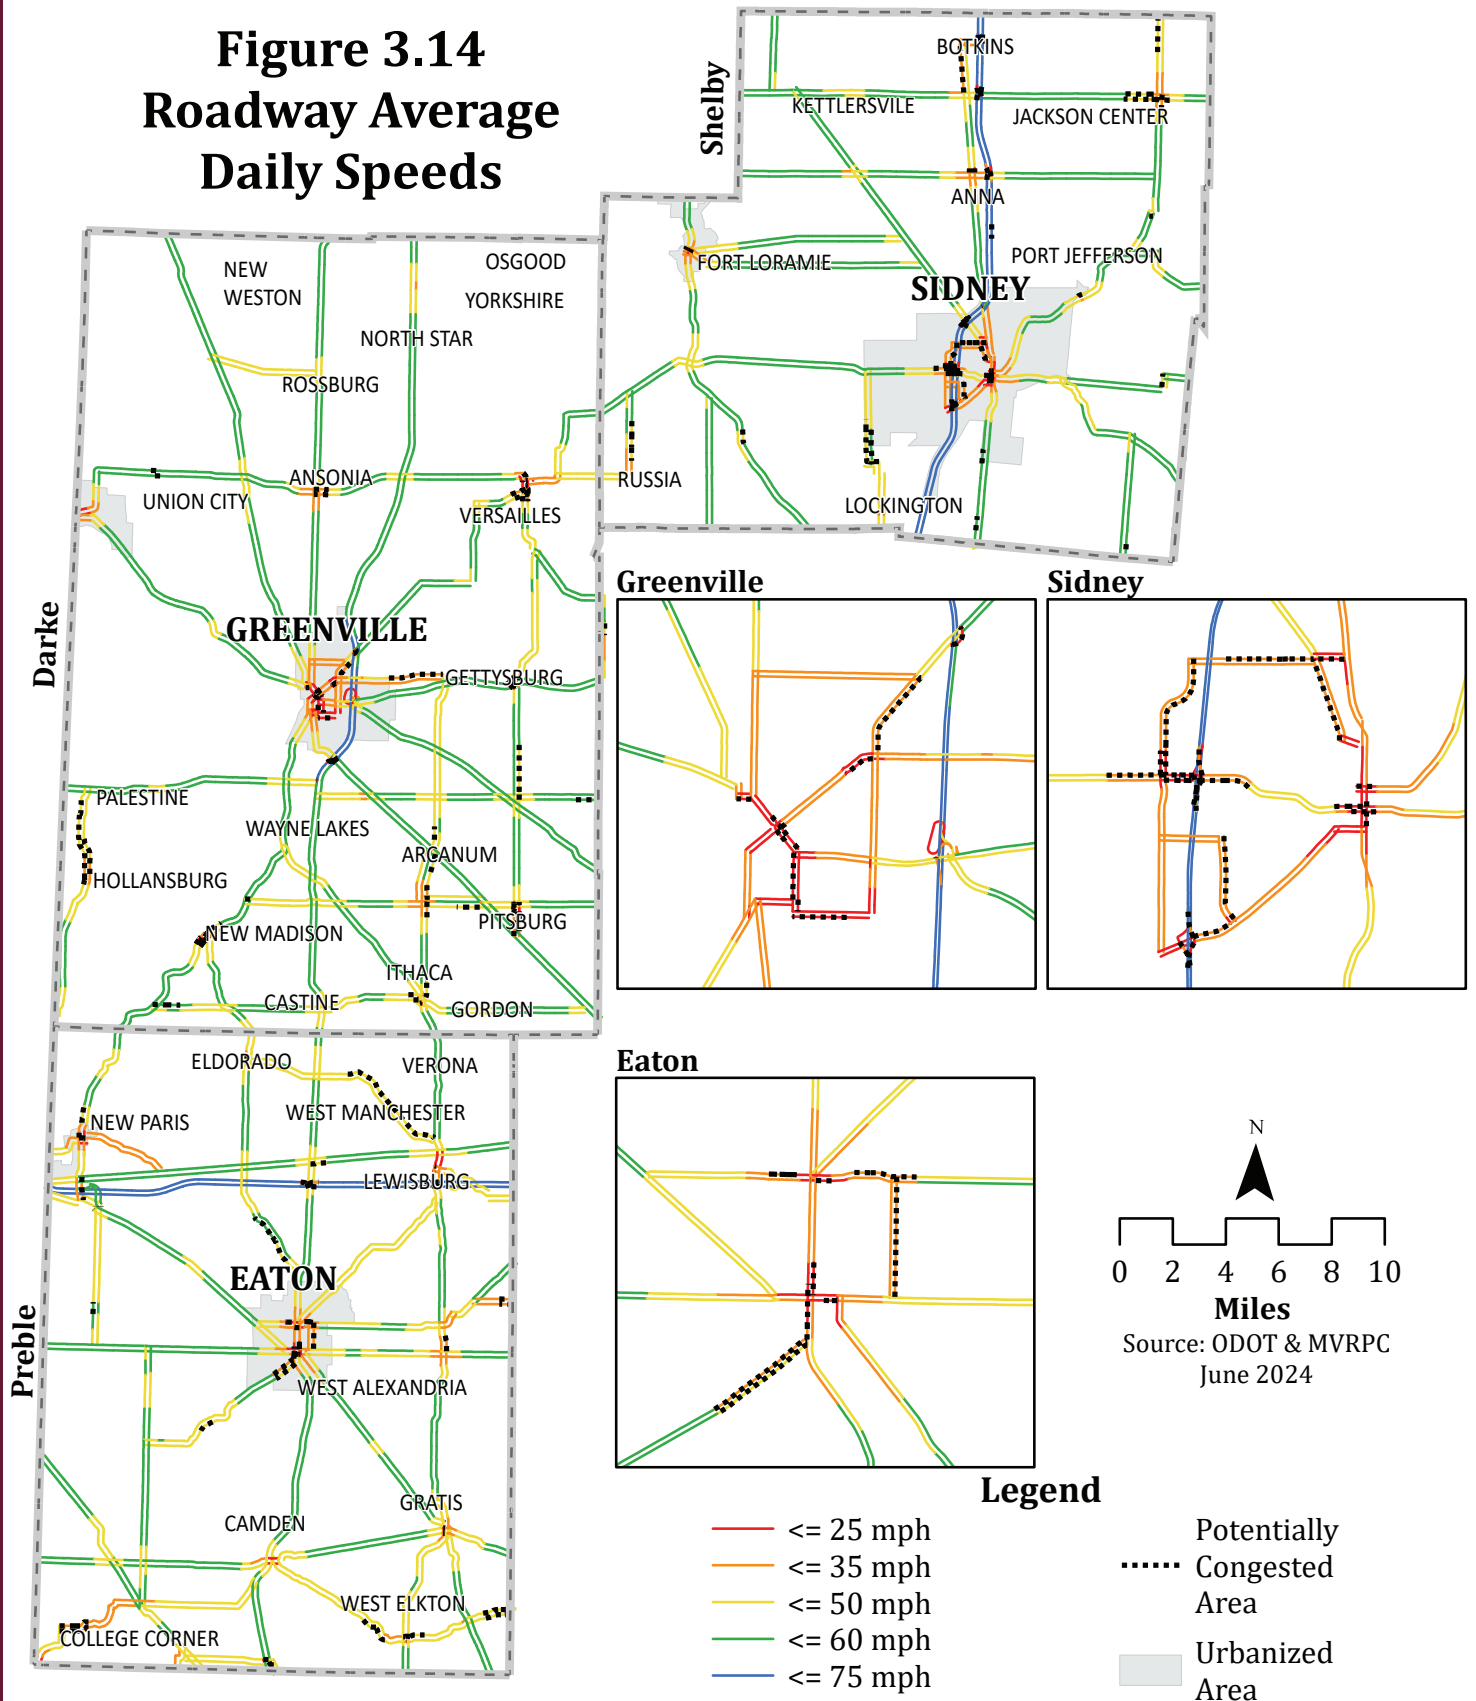 Figure 3.14
Roadway Average
Daily Speeds
Shelby
BOTKINS
KETTLERSVILE
JACKSON CENTER
ANNA
PORT JEFFERSON
FORT LORAMIE
SIDNEY
RUSSIA
LOCKINGTON
Darke
NEW
WESTON
OSGOOD
YORKSHIRE
NORTH STAR
ROSSBURG
ANSONIA
UNION CITY
VERSAILLES
GREENVILLE
GETTYSBURG
PALESTINE
WAYNE LAKES
ARCANUM
HOLLANSBURG
PITSBURG
NEW MADISON
ITHACA
CASTINE
GORDON
Preble
ELDORADO
VERONA
WEST MANCHESTER
NEW PARIS
LEWISBURG
EATON
WEST ALEXANDRIA
GRATIS
CAMDEN
WEST ELKTON
COLLEGE CORNER
Greenville
Sidney
Eaton
N
0 2 4 6 8 10
Miles
Source: ODOT & MVRPC
June 2024
Legend
<= 25 mph
<= 35 mph
<= 50 mph
<= 60 mph
<= 75 mph
Potentially
Congested
Area
Urbanized
Area